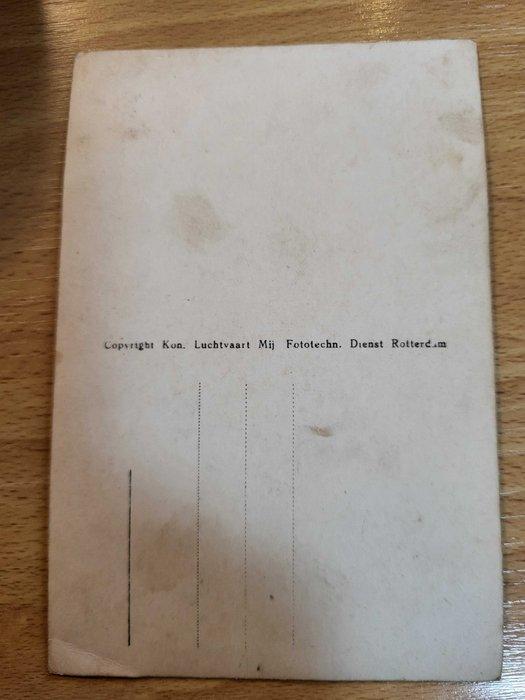 Copyright Kon. Luchtvaart Mij Fototechn. Dienst Rotterdam